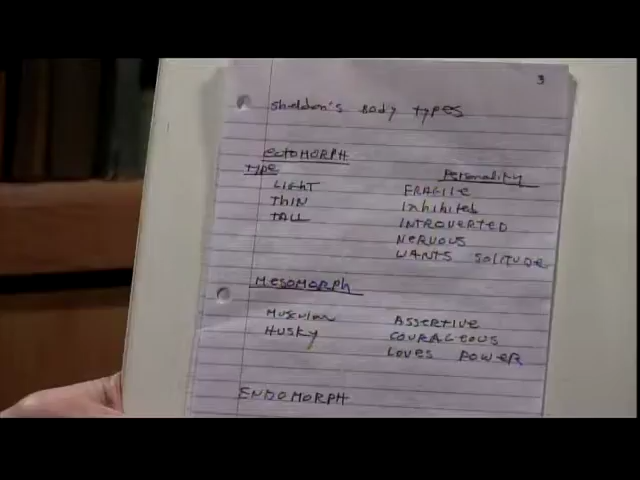 3
Sheldon's Body types
ECTOMORPH
Type Personality
LIGHT FRAGILE
THIN Inhibited
TALL INTROVERTED
NERVOUS
WANTS SOLITUDE
MESOMORPh
Muscular ASSERTIVE
HUSKY COURAGEOUS
LOVES POWER
ENDOMORPH